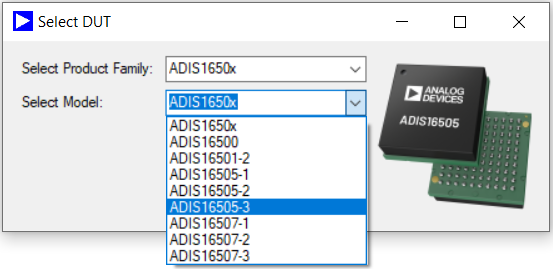 Select DUT
Select Product Family:
ADIS1650x
Select Model:
ADIS1650x
ADIS1650x
ADIS16500
ADIS16501-2
ADIS16505-1
ADIS16505-2
ADIS16505-3
ADIS16507-1
ADIS16507-2
ADIS16507-3
ANALOG
DEVICES
ADIS16505